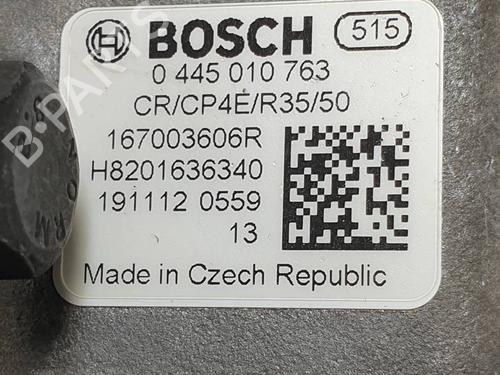 BOSCH 515
0 445 010 763
CR/CP4E/R35/50
167003606R
H8201636340
191112 0559
13
Made in Czech Republic
B-PARTS